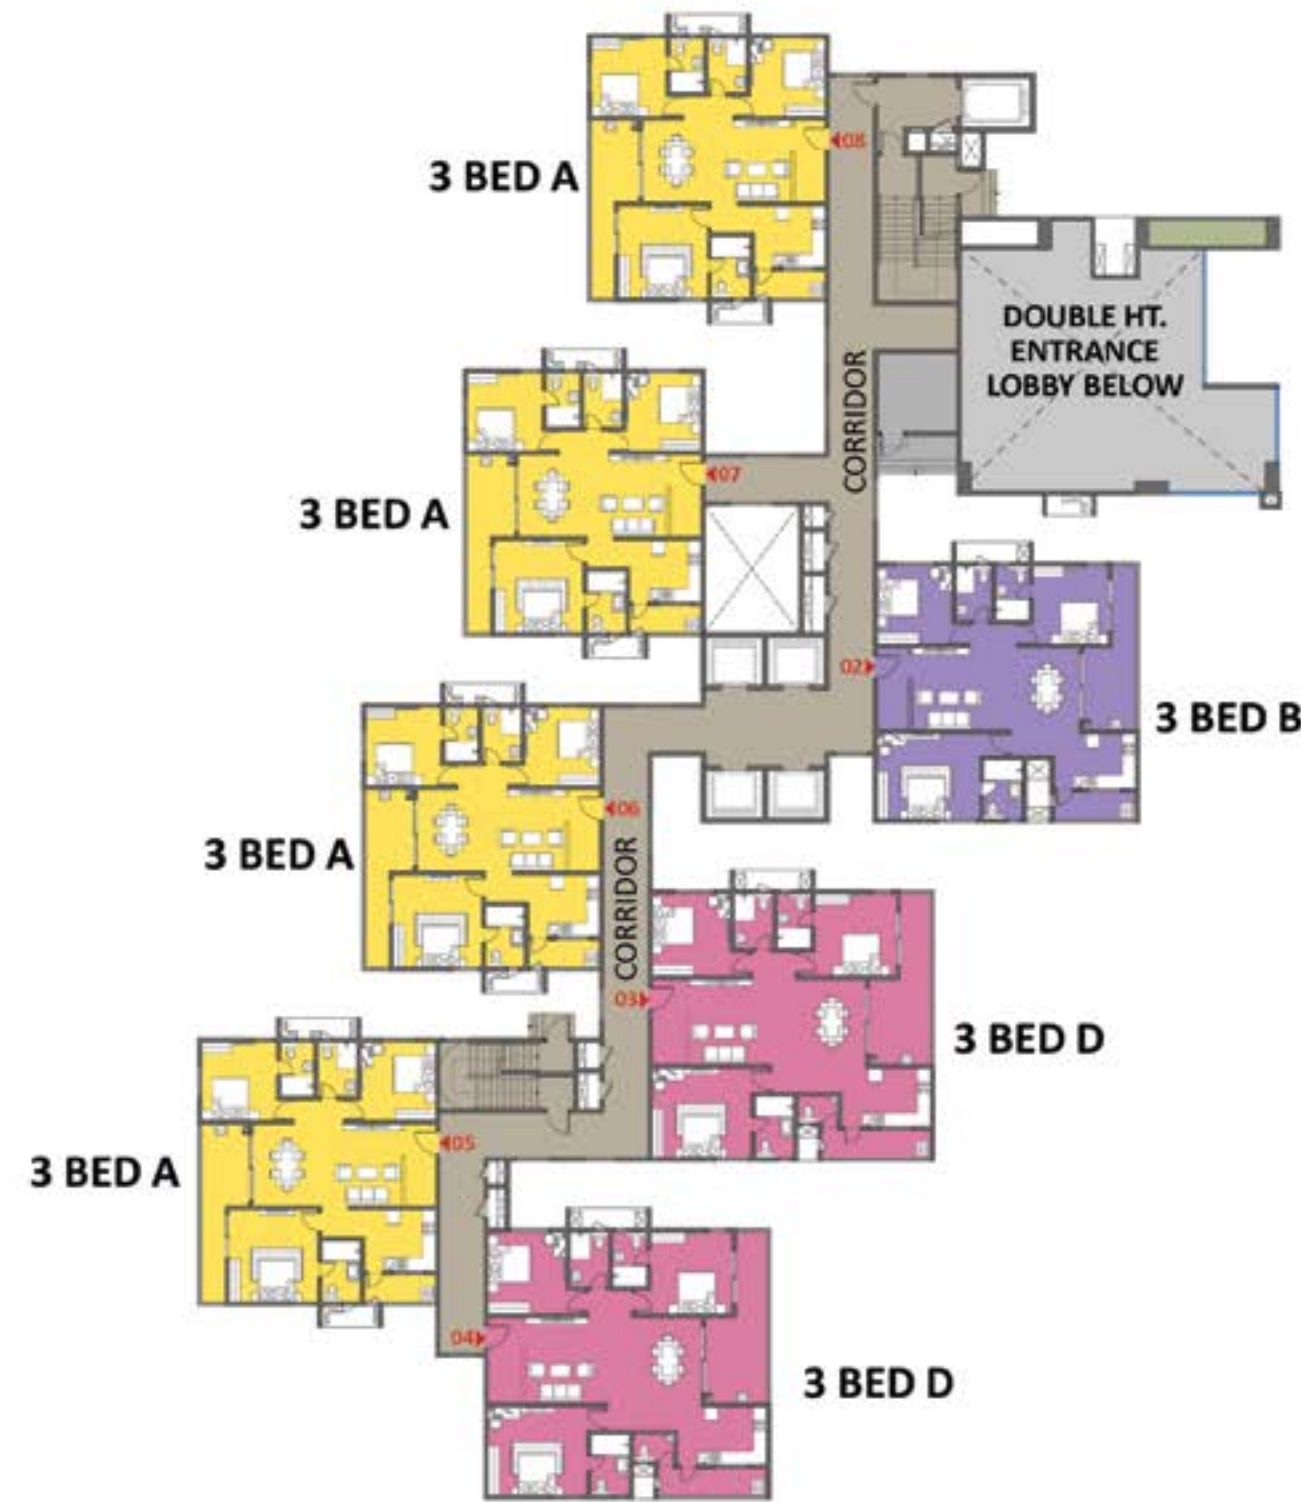 08
3 BED A
DOUBLE HT.
ENTRANCE
LOBBY BELOW
CORRIDOR
07
3 BED A
02
3 BED B
06
3 BED A
CORRIDOR
03
3 BED D
05
3 BED A
04
3 BED D